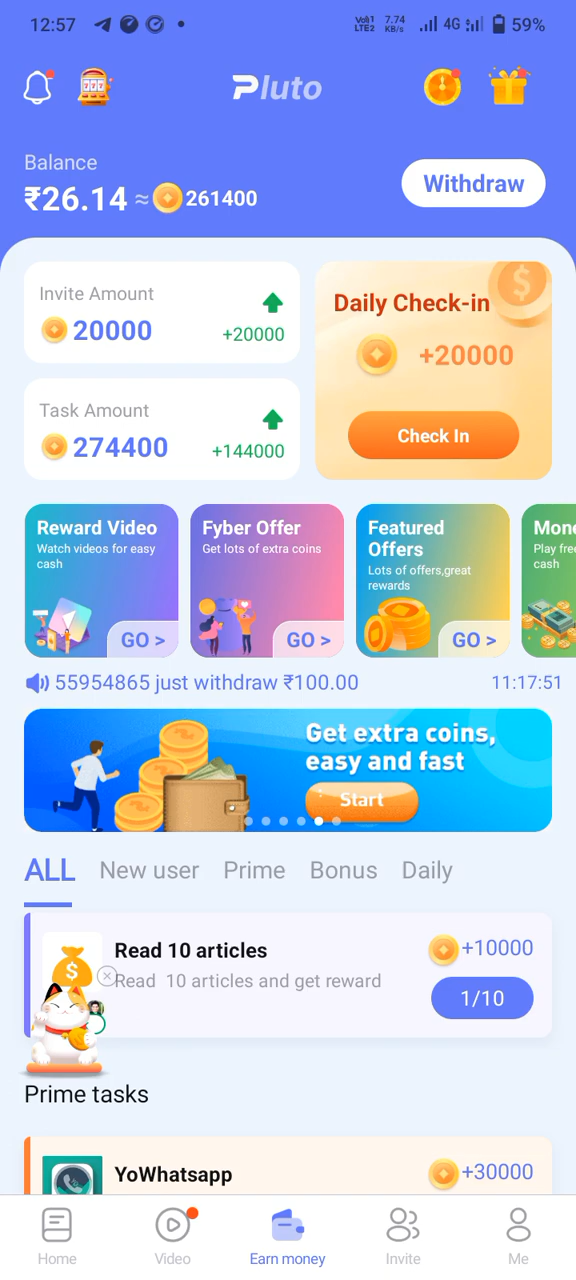 12:57
Vo1 LTE2
7.74 KB/s
4G
59%
Pluto
Balance
₹26.14 ≈ 261400
Withdraw
Invite Amount
20000
+20000
Task Amount
274400
+144000
Daily Check-in
+20000
Check In
Reward Video
Watch videos for easy
cash
GO >
Fyber Offer
Get lots of extra coins
GO >
Featured
Offers
Lots of offers,great
rewards
GO >
Mone
Play free
cash
55954865 just withdraw ₹100.00
11:17:51
Get extra coins,
easy and fast
Start
ALL New user Prime Bonus Daily
Read 10 articles
+10000
Read  10 articles and get reward
1/10
Prime tasks
YoWhatsapp
+30000
Home Video Earn money Invite Me